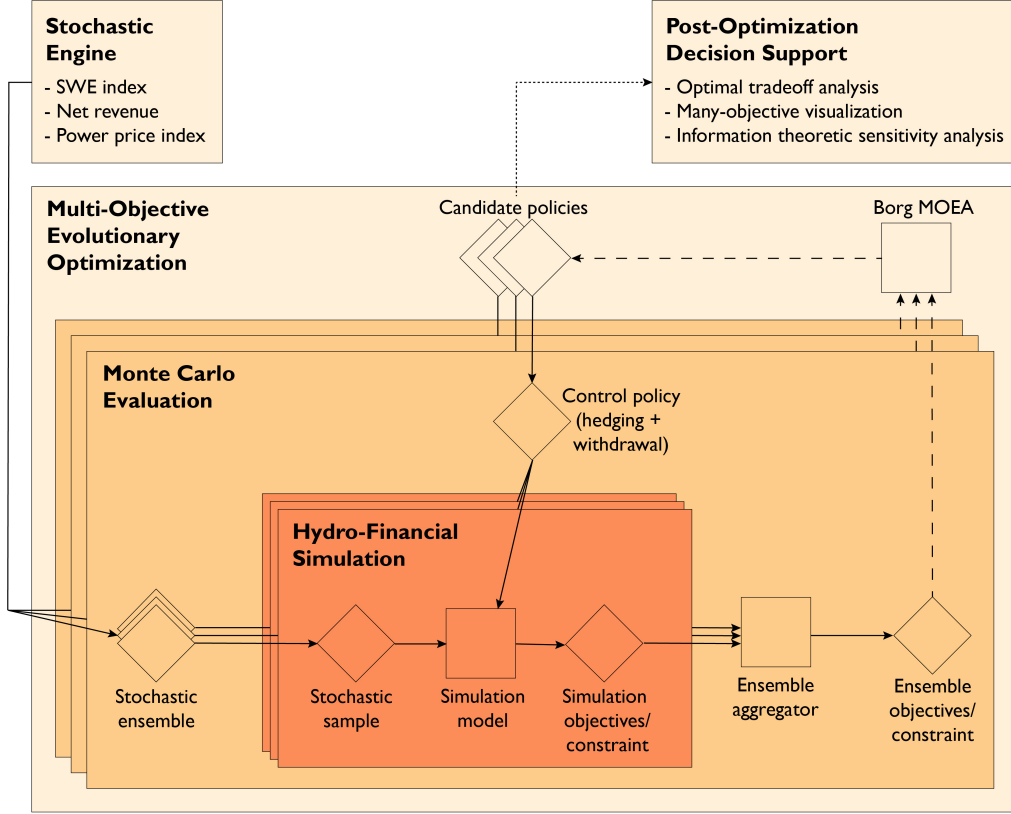 Stochastic
Engine
- SWE index
- Net revenue
- Power price index
Post-Optimization
Decision Support
- Optimal tradeoff analysis
- Many-objective visualization
- Information theoretic sensitivity analysis
Multi-Objective
Evolutionary
Optimization
Candidate policies
Borg MOEA
Monte Carlo
Evaluation
Control policy
(hedging +
withdrawal)
Hydro-Financial
Simulation
Stochastic
ensemble
Stochastic
sample
Simulation
model
Simulation
objectives/
constraint
Ensemble
aggregator
Ensemble
objectives/
constraint